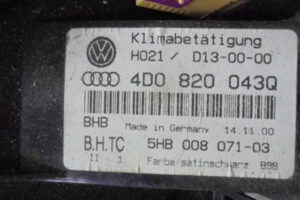 Klimabetätigung
H021 / D13-00-00
4D0 820 043Q
BHB Made in Germany 14.11.00
B.H.TC 5HB 008 071-03
II 1 Farbe satinschwarz B9B